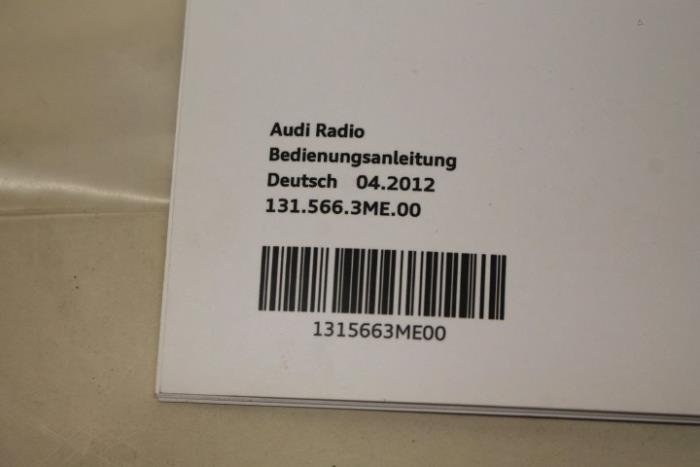 Audi Radio
Bedienungsanleitung
Deutsch 04.2012
131.566.3ME.00
1315663ME00